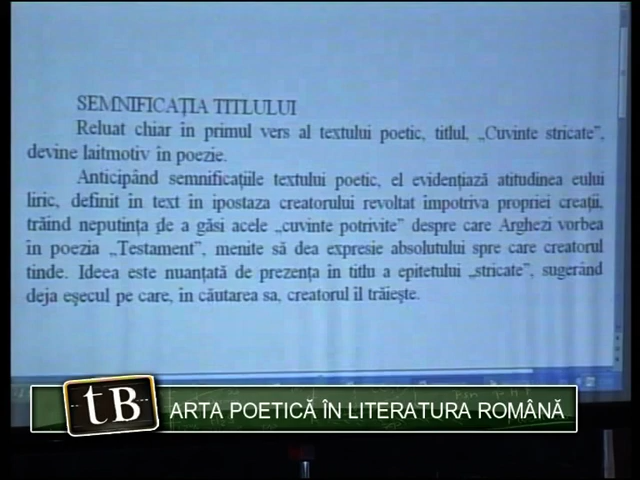 SEMNIFICAȚIA TITLULUI
Reluat chiar în primul vers al textului poetic, titlul, „Cuvinte stricate”,
devine laitmotiv în poezie.
Anticipând semnificațiile textului poetic, el evidențiază atitudinea eului
liric, definit în text în ipostaza creatorului revoltat împotriva propriei creații,
trăind neputința de a găsi acele „cuvinte potrivite” despre care Arghezi vorbea
în poezia „Testament”, menite să dea expresie absolutului spre care creatorul
tinde. Ideea este nuanțată de prezența în titlu a epitetului „stricate”, sugerând
deja eșecul pe care, în căutarea sa, creatorul îl trăiește.
tB
ARTA POETICĂ ÎN LITERATURA ROMÂNĂ